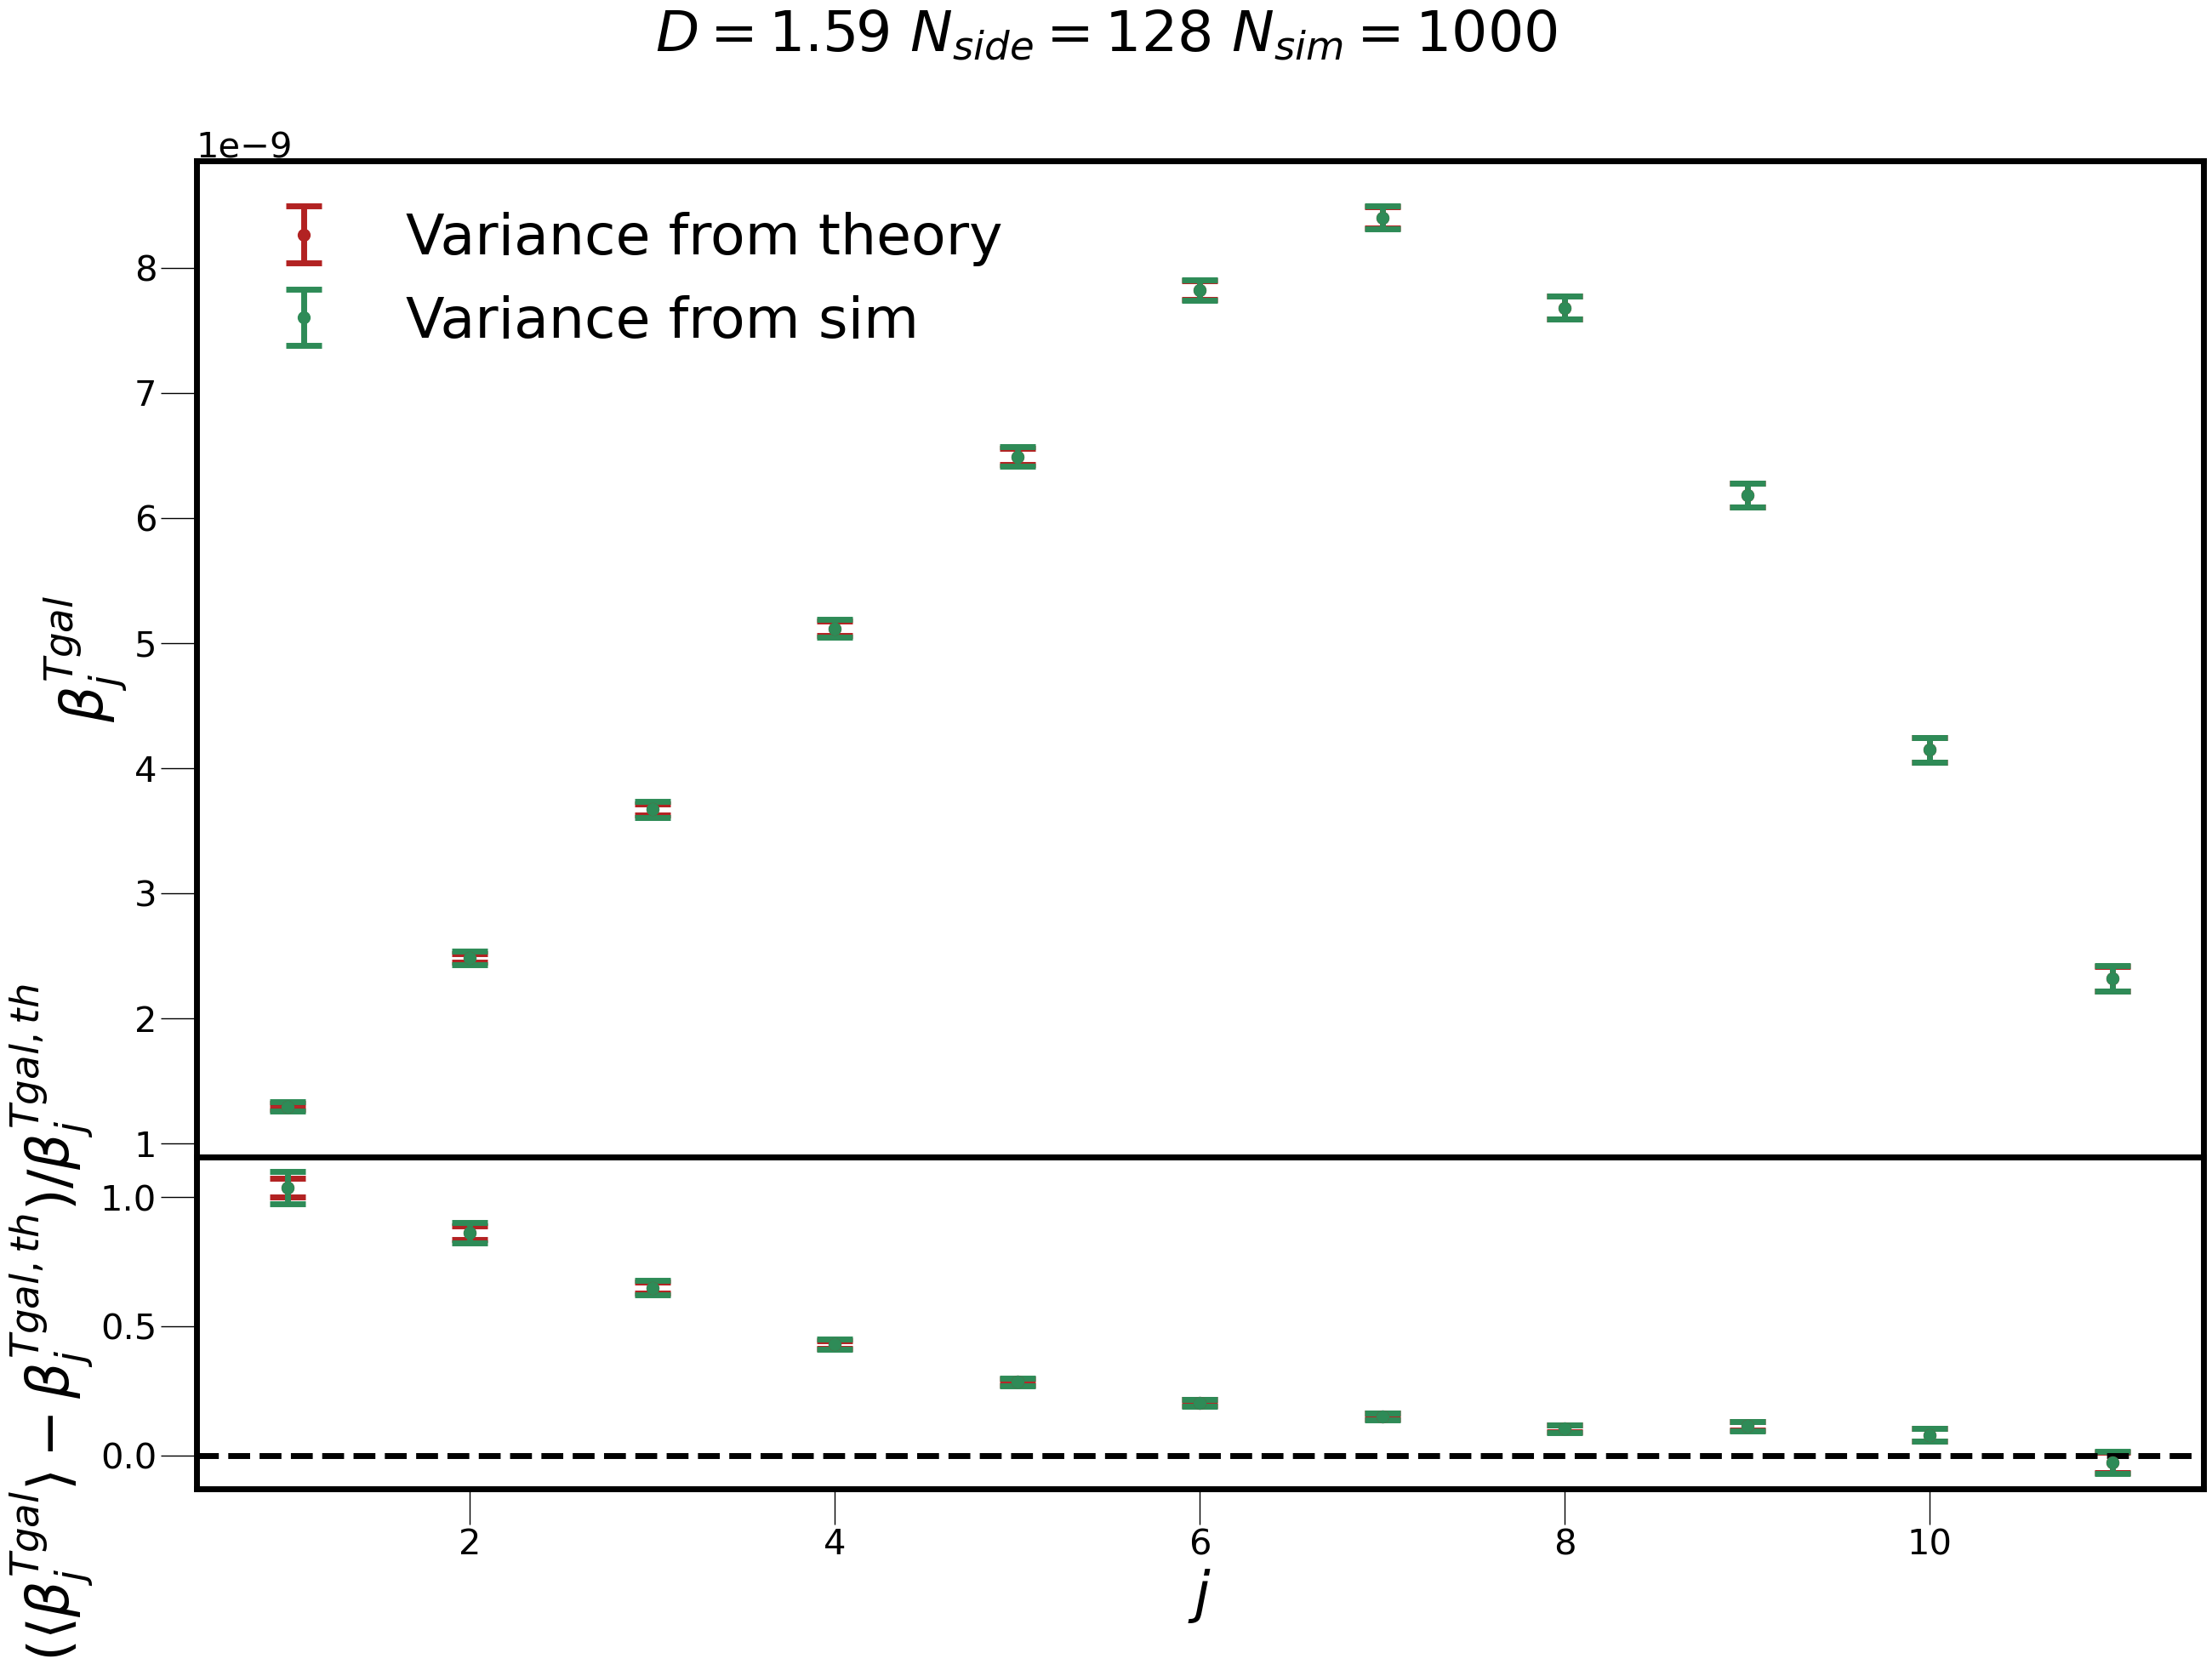 D = 1.59 N_side = 128 N_sim = 1000
1e−9
Variance from theory
Variance from sim
8
7
6
5
4
3
2
1
β_j^{Tgal}
1.0
0.5
0.0
(⟨β_j^{Tgal}⟩ − β_j^{Tgal, th})/β_j^{Tgal, th}
2 4 6 8 10
j